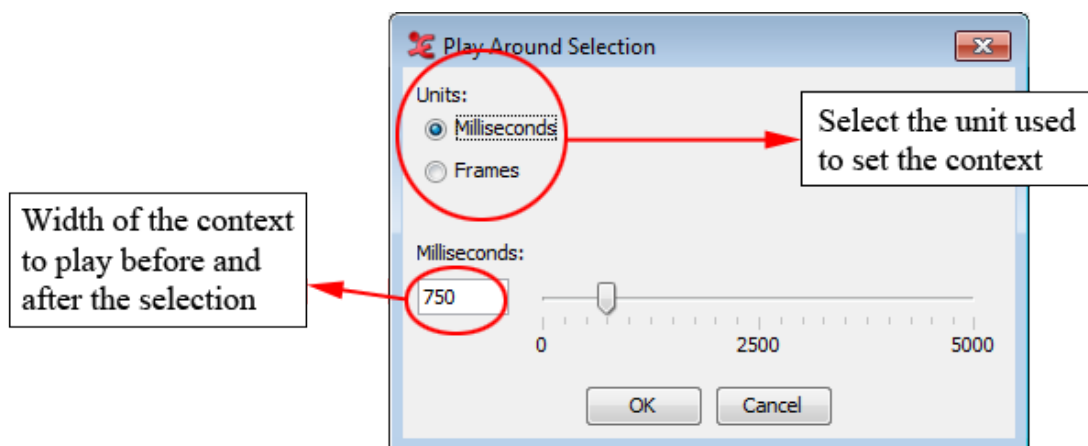 Play Around Selection
Units:
Milliseconds
Frames
Select the unit used
to set the context
Width of the context
to play before and
after the selection
Milliseconds:
750
0 2500 5000
OK Cancel